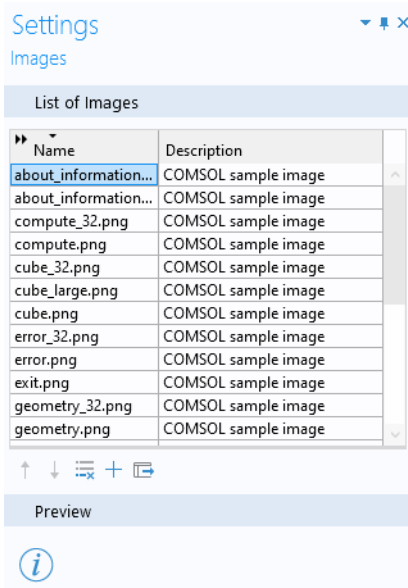 Settings
Images
List of Images
Name Description
about_information... COMSOL sample image
about_information... COMSOL sample image
compute_32.png COMSOL sample image
compute.png COMSOL sample image
cube_32.png COMSOL sample image
cube_large.png COMSOL sample image
cube.png COMSOL sample image
error_32.png COMSOL sample image
error.png COMSOL sample image
exit.png COMSOL sample image
geometry_32.png COMSOL sample image
geometry.png COMSOL sample image
Preview
i